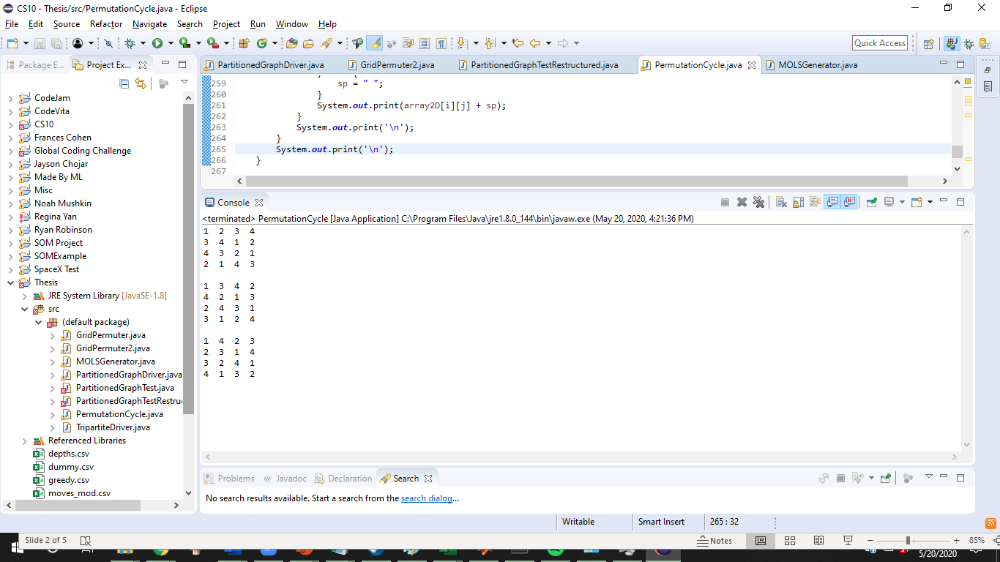 CS10 - Thesis/src/PermutationCycle.java - Eclipse
File Edit Source Refactor Navigate Search Project Run Window Help
Quick Access
Package E... Project Ex...
CodeJam
CodeVita
CS10
Frances Cohen
Global Coding Challenge
Jayson Chojar
Made By ML
Misc
Noah Mushkin
Regina Yan
Ryan Robinson
SOM Project
SOMExample
SpaceX Test
Thesis
JRE System Library [JavaSE-1.8]
src
(default package)
GridPermuter.java
GridPermuter2.java
MOLSGenerator.java
PartitionedGraphDriver.java
PartitionedGraphTest.java
PartitionedGraphTestRestru
PermutationCycle.java
TripartiteDriver.java
Referenced Libraries
depths.csv
dummy.csv
greedy.csv
moves_mod.csv
PartitionedGraphDriver.java GridPermuter2.java PartitionedGraphTestRestructured.java PermutationCycle.java MOLSGenerator.java
259 sp = " ";
260 }
261 System.out.print(array2D[i][j] + sp);
262 }
263 System.out.print('\n');
264 }
265 System.out.print('\n');
266 }
267
Console
<terminated> PermutationCycle [Java Application] C:\Program Files\Java\jre1.8.0_144\bin\javaw.exe (May 20, 2020, 4:21:36 PM)
1 2 3 4
3 4 1 2
4 3 2 1
2 1 4 3
1 3 4 2
4 2 1 3
2 4 3 1
3 1 2 4
1 4 2 3
2 3 1 4
3 2 4 1
4 1 3 2
Problems @ Javadoc Declaration Search
No search results available. Start a search from the search dialog...
Writable Smart Insert 265 : 32
Slide 2 of 5 Notes 85%
5/20/2020